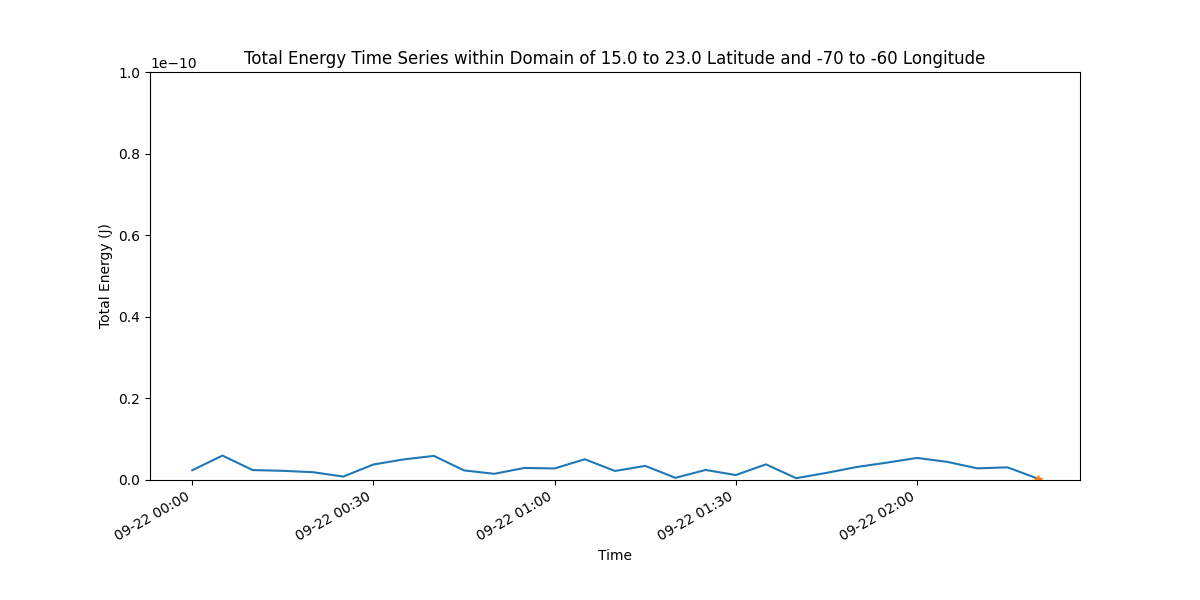 Total Energy Time Series within Domain of 15.0 to 23.0 Latitude and -70 to -60 Longitude
1e−10
1.0
0.8
0.6
0.4
0.2
0.0
Total Energy (J)
09-22 00:00
09-22 00:30
09-22 01:00
09-22 01:30
09-22 02:00
Time